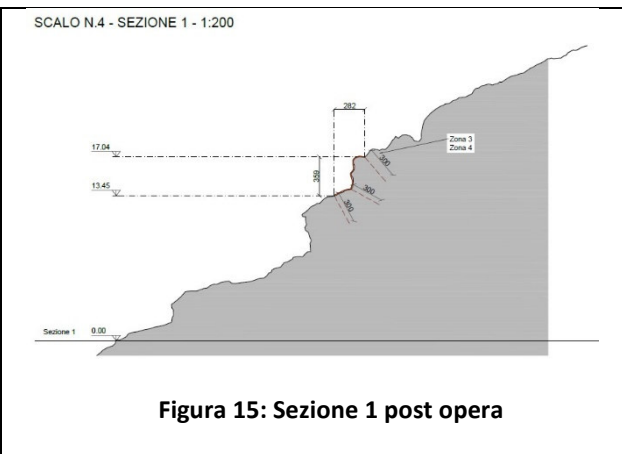 SCALO N.4 - SEZIONE 1 - 1:200
282
Zona 3
Zona 4
17.04
300
359
300
13.45
300
Sezione 1 0.00
Figura 15: Sezione 1 post opera